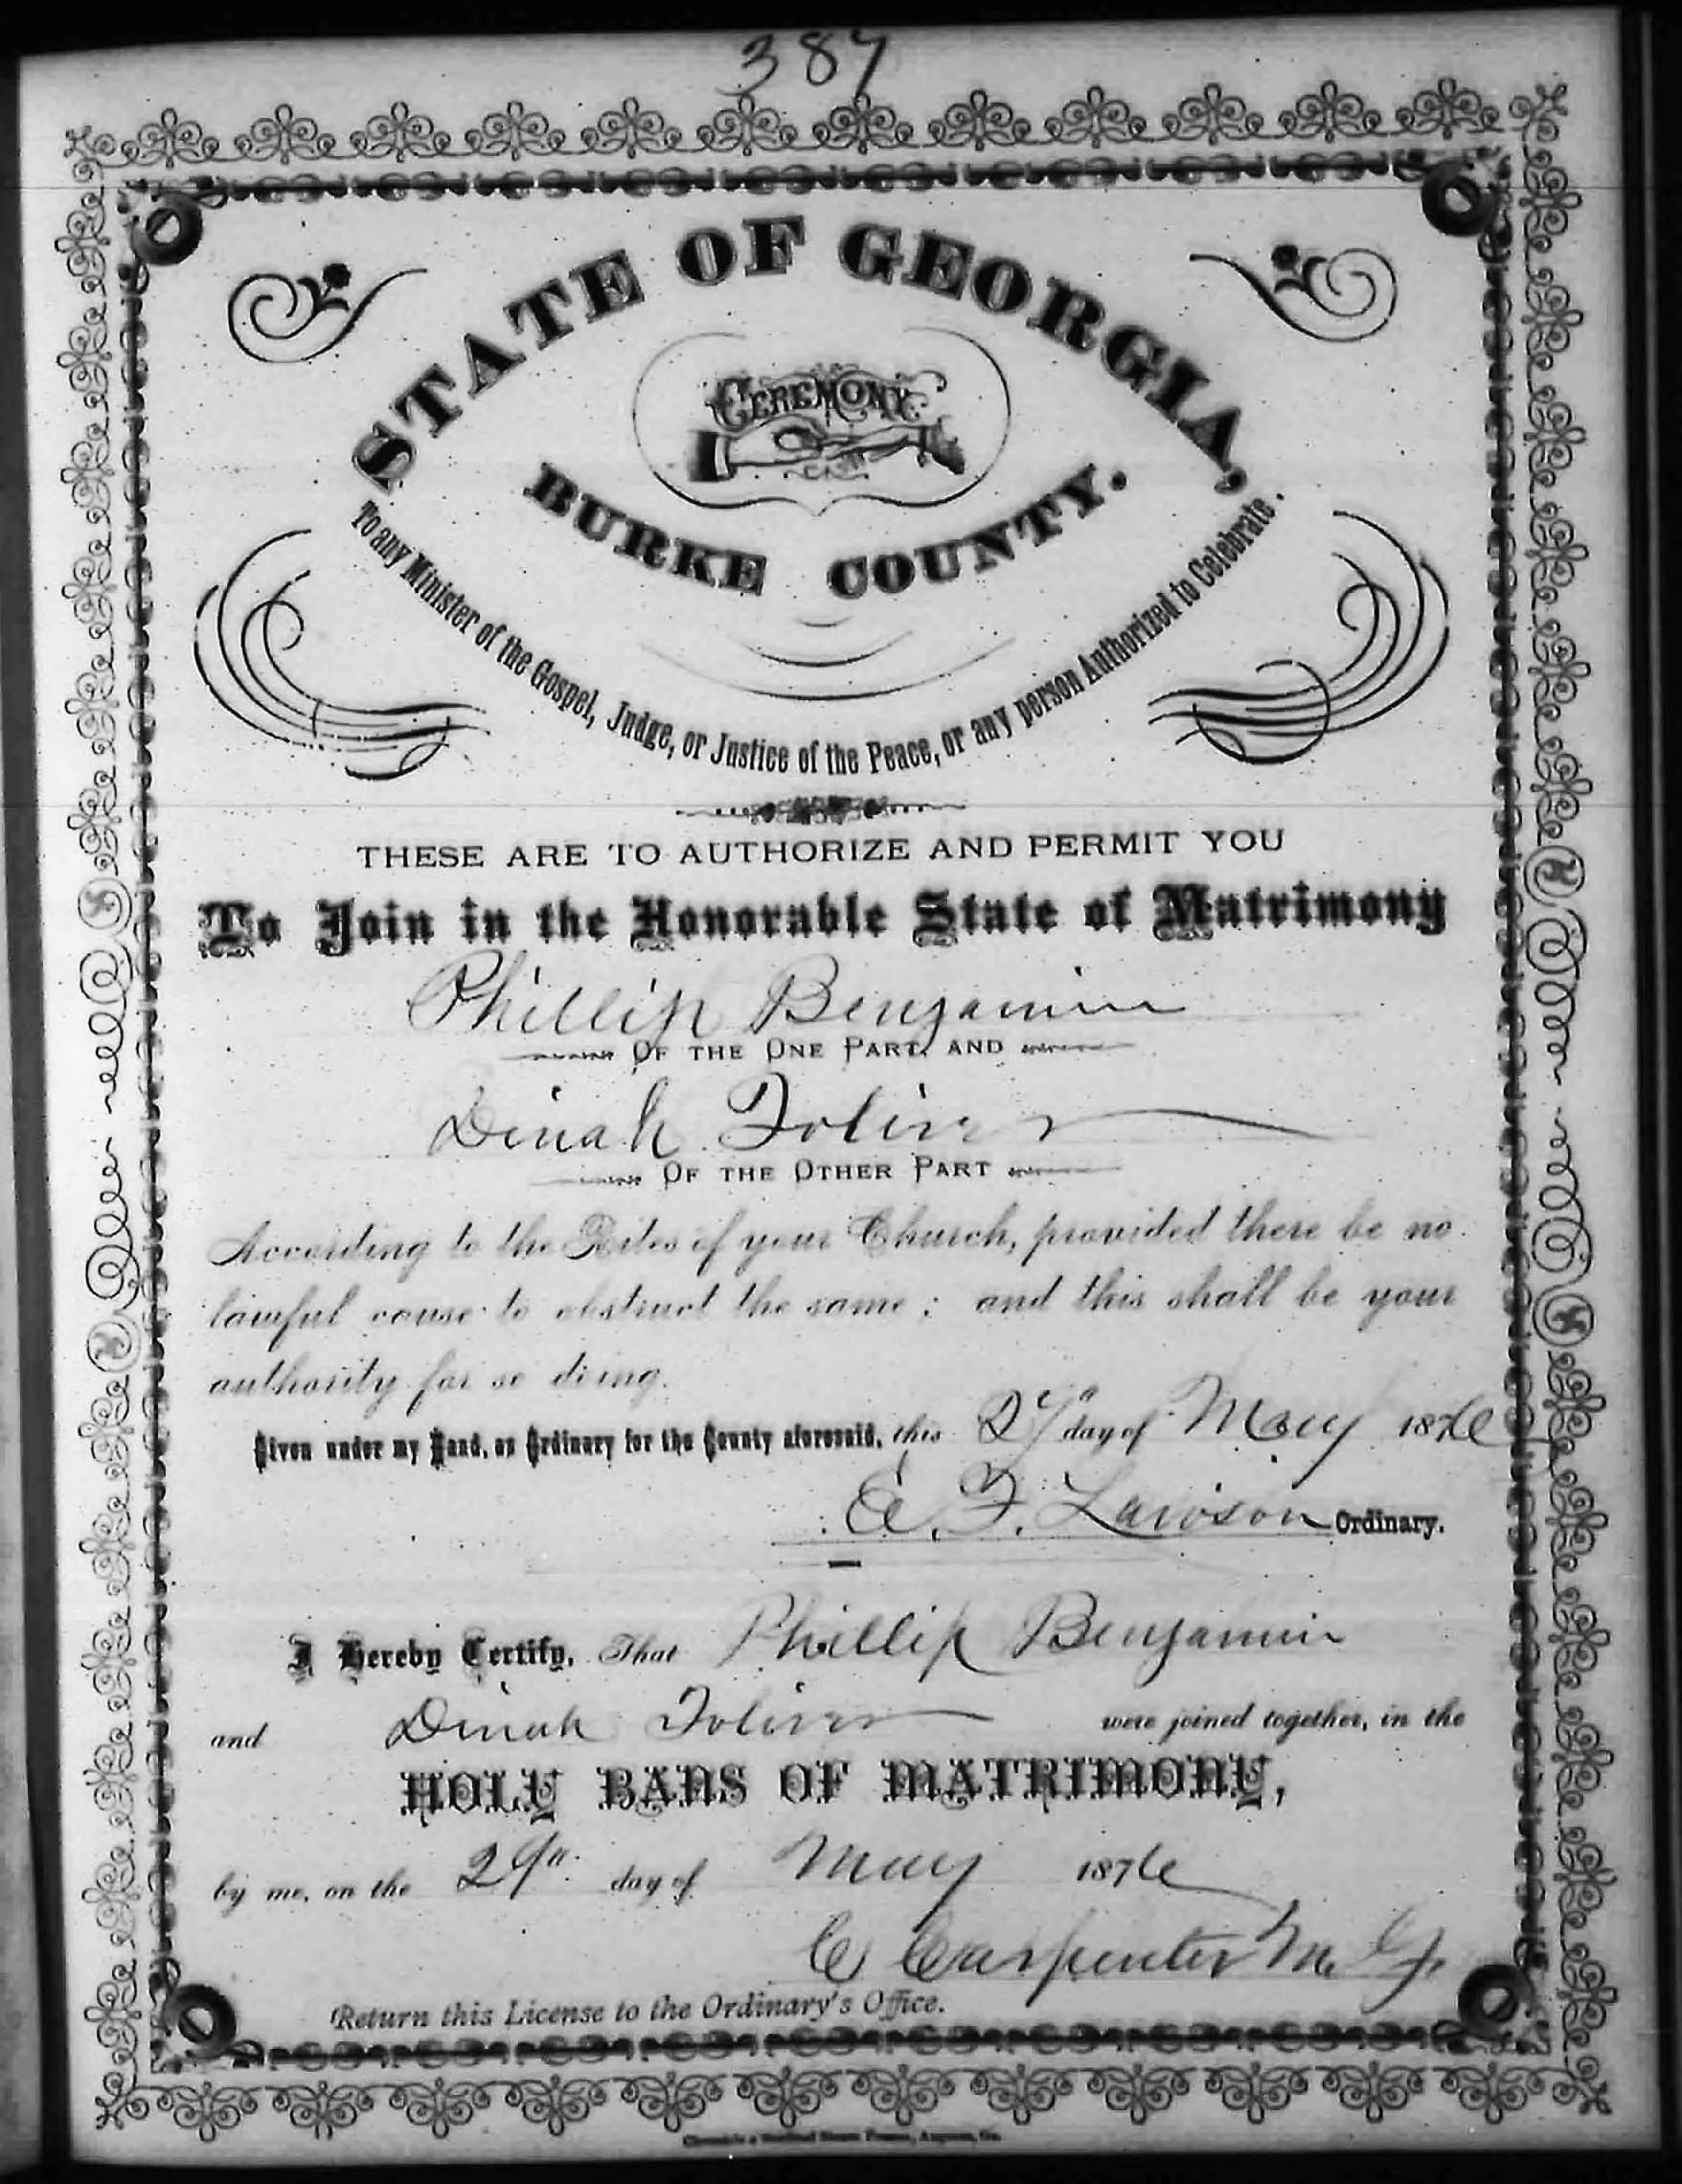 387
STATE OF GEORGIA,
CEREMONY
BURKE COUNTY.
To any Minister of the Gospel, Judge, or Justice of the Peace, or any person Authorized to Celebrate.
THESE ARE TO AUTHORIZE AND PERMIT YOU
To Join in the Honorable State of Matrimony
Phillip Benjamin
OF THE ONE PART, AND
Dinah Toliver
OF THE OTHER PART
According to the Rites of your Church, provided there be no
lawful cause to obstruct the same; and this shall be your
authority for so doing.
Given under my Hand, as Ordinary for the County aforesaid, this 27th day of May 1876
E. F. Lawson Ordinary.
I Hereby Certify, That Phillip Benjamin
and Dinah Toliver were joined together, in the
HOLY BANS OF MATRIMONY,
by me, on the 29th day of May 1876
C Carpenter M. G.
Return this License to the Ordinary's Office.